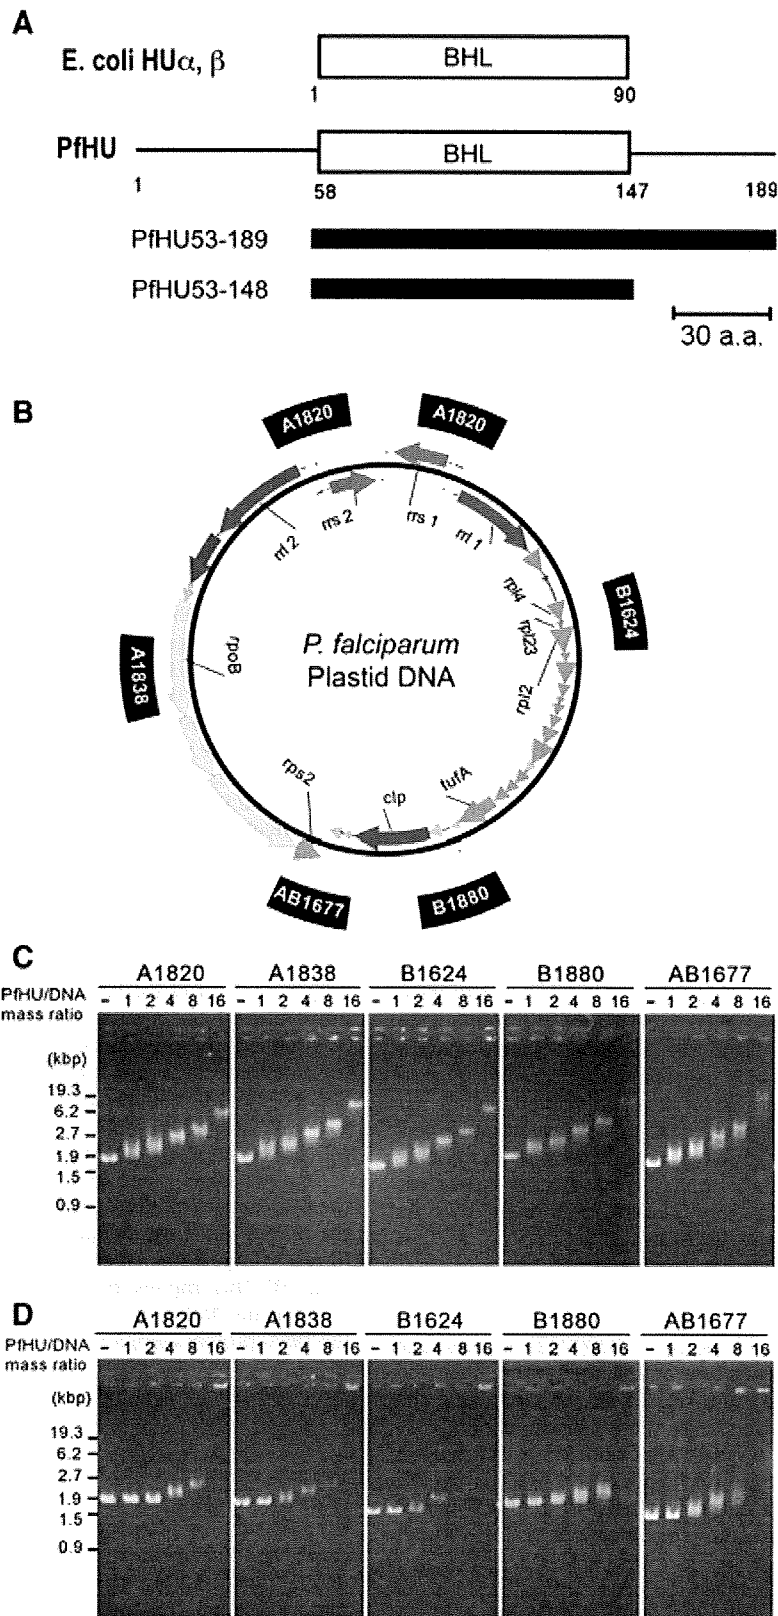 A
E. coli HUα, β
BHL
1 90
PfHU
BHL
1 58 147 189
PfHU53-189
PfHU53-148
30 a.a.
B
A1820
A1820
rrs 2
rrs 1
rrl 2
rrl 1
rpl4
rpl23
B1624
rpl2
A1838
rpoB
P. falciparum
Plastid DNA
rps2
clp
tufA
AB1677
B1880
C
A1820 A1838 B1624 B1880 AB1677
PfHU/DNA
mass ratio
– 1 2 4 8 16 – 1 2 4 8 16 – 1 2 4 8 16 – 1 2 4 8 16 – 1 2 4 8 16
(kbp)
19.3
6.2
2.7
1.9
1.5
0.9
D
A1820 A1838 B1624 B1880 AB1677
PfHU/DNA
mass ratio
– 1 2 4 8 16 – 1 2 4 8 16 – 1 2 4 8 16 – 1 2 4 8 16 – 1 2 4 8 16
(kbp)
19.3
6.2
2.7
1.9
1.5
0.9